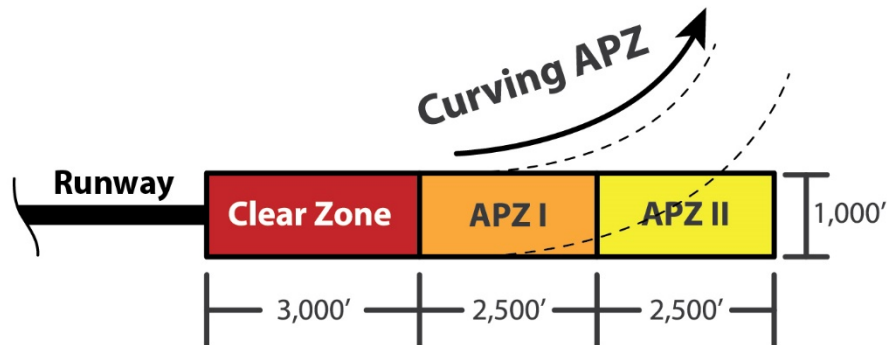 Curving APZ
Runway
Clear Zone
APZ I
APZ II
1,000’
3,000’
2,500’
2,500’